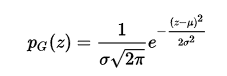 p_G(z) = \frac{1}{\sigma\sqrt{2\pi}} e^{-\frac{(z-\mu)^2}{2\sigma^2}}